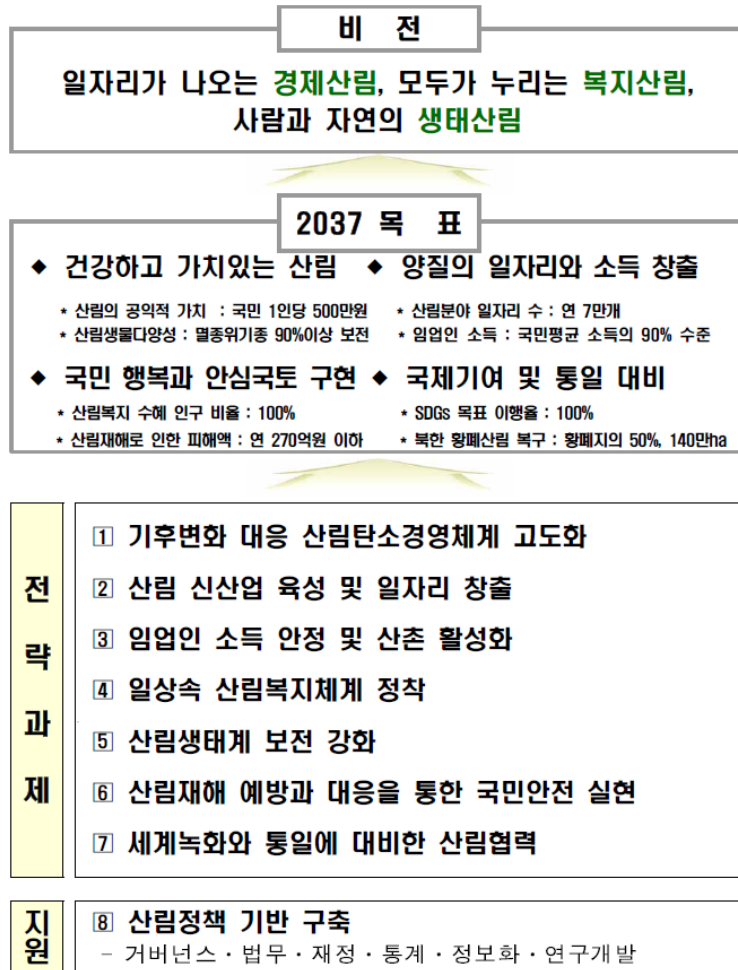 비 전
일자리가 나오는 경제산림, 모두가 누리는 복지산림,
사람과 자연의 생태산림
2037 목 표
◆ 건강하고 가치있는 산림
* 산림의 공익적 가치 : 국민 1인당 500만원
* 산림생물다양성 : 멸종위기종 90%이상 보전
◆ 양질의 일자리와 소득 창출
* 산림분야 일자리 수 : 연 7만개
* 임업인 소득 : 국민평균 소득의 90% 수준
◆ 국민 행복과 안심국토 구현
* 산림복지 수혜 인구 비율 : 100%
* 산림재해로 인한 피해액 : 연 270억원 이하
◆ 국제기여 및 통일 대비
* SDGs 목표 이행율 : 100%
* 북한 황폐산림 복구 : 황폐지의 50%, 140만ha
전략과제
1 기후변화 대응 산림탄소경영체계 고도화
2 산림 신산업 육성 및 일자리 창출
3 임업인 소득 안정 및 산촌 활성화
4 일상속 산림복지체계 정착
5 산림생태계 보전 강화
6 산림재해 예방과 대응을 통한 국민안전 실현
7 세계녹화와 통일에 대비한 산림협력
지원
8 산림정책 기반 구축
- 거버넌스・법무・재정・통계・정보화・연구개발